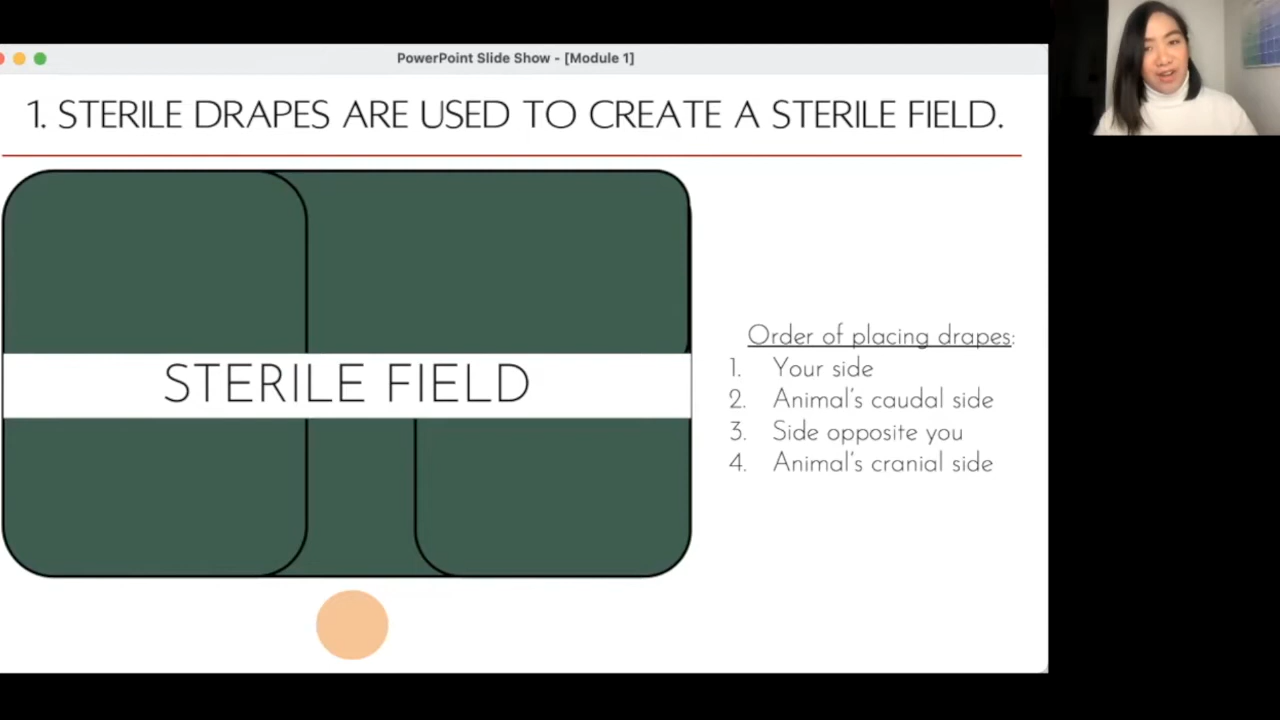 PowerPoint Slide Show - [Module 1]
1. STERILE DRAPES ARE USED TO CREATE A STERILE FIELD.
STERILE FIELD
Order of placing drapes:
1. Your side
2. Animal's caudal side
3. Side opposite you
4. Animal's cranial side